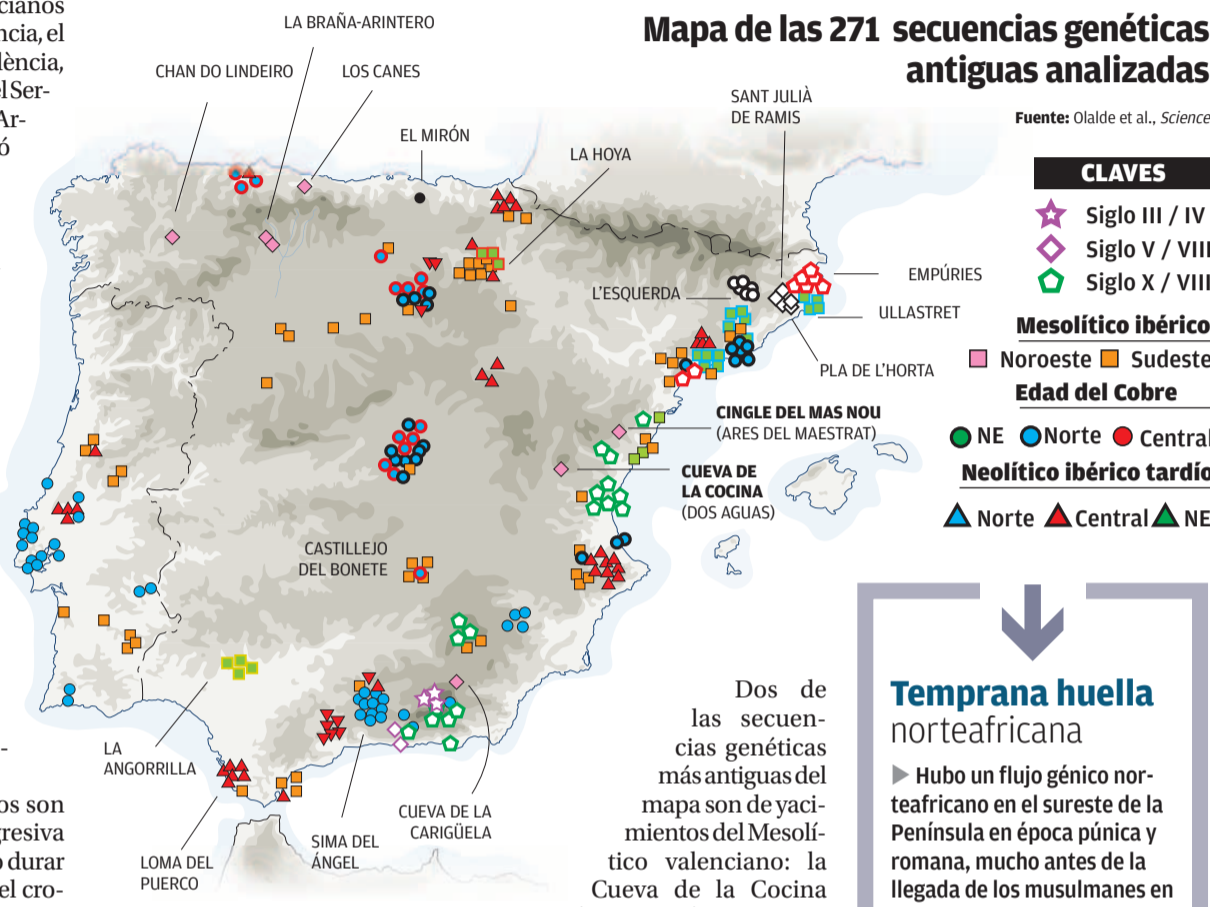 cianos
ncia, el
lència,
el Ser-
Ar-
ó
Mapa de las 271 secuencias genéticas
antiguas analizadas
Fuente: Olalde et al., Science
LA BRAÑA-ARINTERO
CHAN DO LINDEIRO
LOS CANES
EL MIRÓN
LA HOYA
SANT JULIÀ
DE RAMIS
L'ESQUERDA
EMPÚRIES
ULLASTRET
PLA DE L'HORTA
CINGLE DEL MAS NOU
(ARES DEL MAESTRAT)
CUEVA DE
LA COCINA
(DOS AGUAS)
CASTILLEJO
DEL BONETE
LA
ANGORRILLA
LOMA DEL
PUERCO
SIMA DEL
ÁNGEL
CUEVA DE LA
CARIGÜELA
CLAVES
Siglo III / IV
Siglo V / VIII
Siglo X / VIII
Mesolítico ibérico
Noroeste Sudeste
Edad del Cobre
NE Norte Central
Neolítico ibérico tardío
Norte Central NE
-
os son
gresiva
o durar
el cro-
Dos de
las secuen-
cias genéticas
más antiguas del
mapa son de yaci-
mientos del Mesolí-
tico valenciano: la
Cueva de la Cocina
Temprana huella
norteafricana
▶ Hubo un flujo génico nor-
teafricano en el sureste de la
Península en época púnica y
romana, mucho antes de la
llegada de los musulmanes en